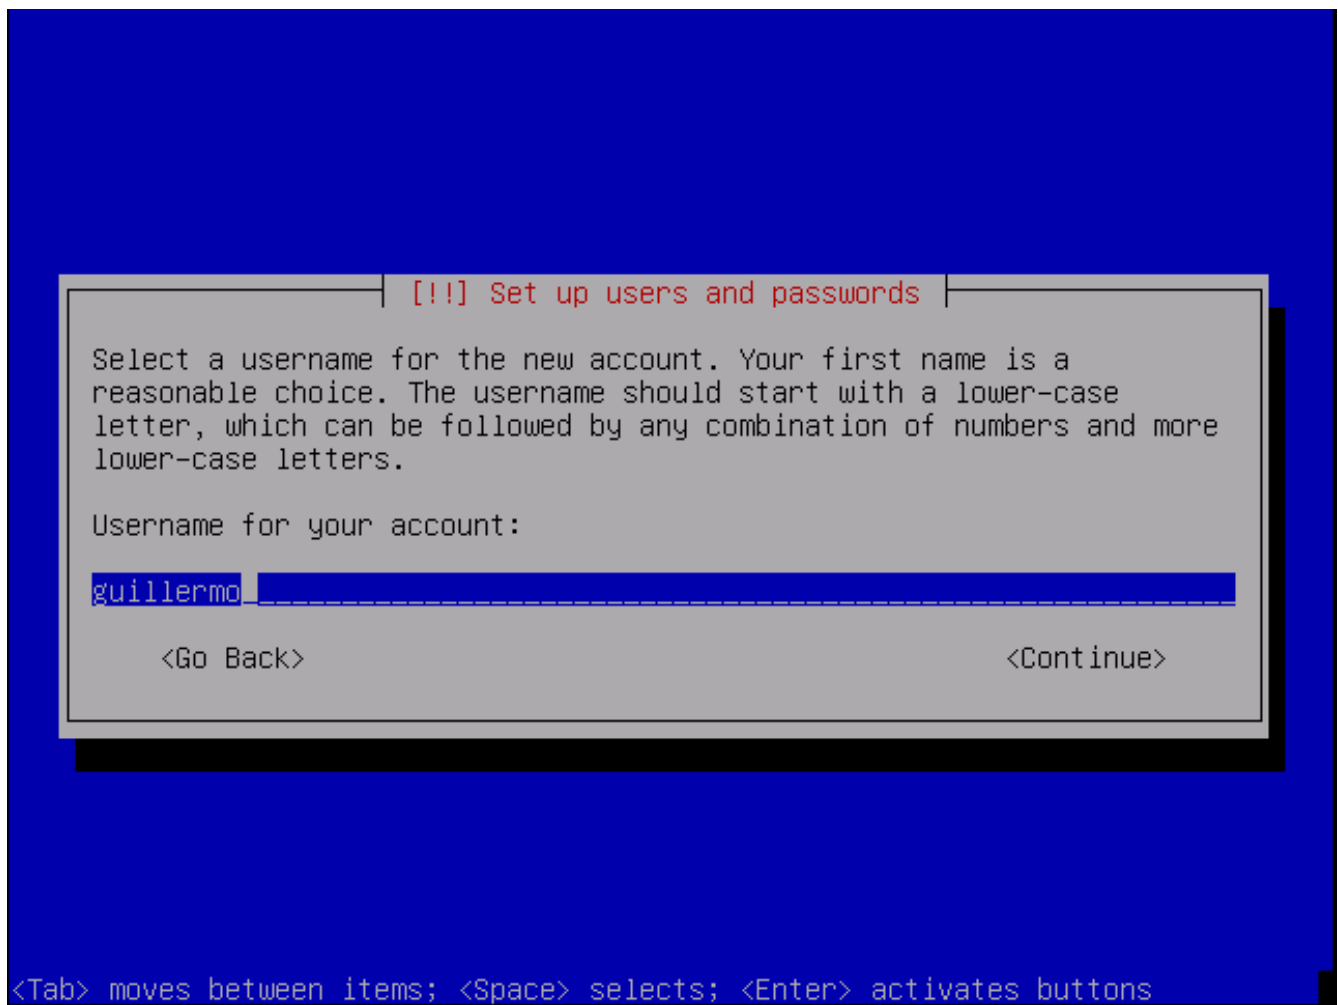 [!!] Set up users and passwords
Select a username for the new account. Your first name is a
reasonable choice. The username should start with a lower-case
letter, which can be followed by any combination of numbers and more
lower-case letters.
Username for your account:
guillermo
<Go Back> <Continue>
<Tab> moves between items; <Space> selects; <Enter> activates buttons